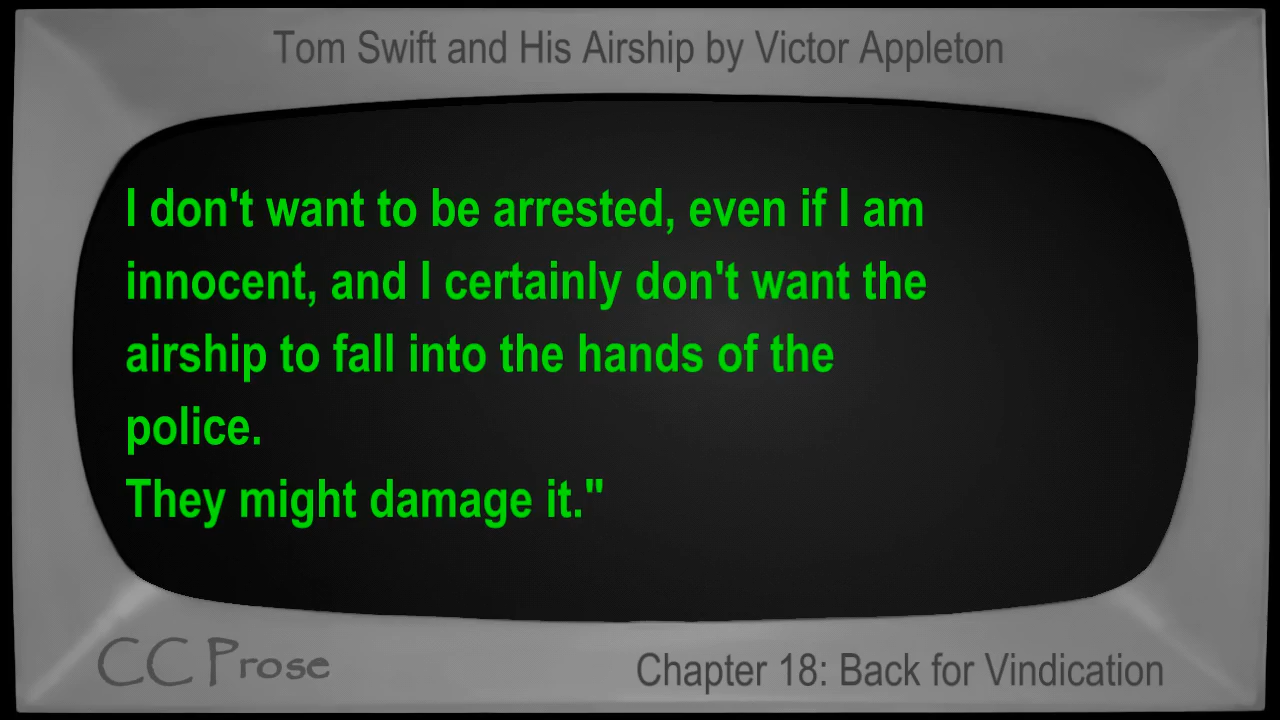 Tom Swift and His Airship by Victor Appleton
I don't want to be arrested, even if I am
innocent, and I certainly don't want the
airship to fall into the hands of the
police.
They might damage it."
CC Prose
Chapter 18: Back for Vindication